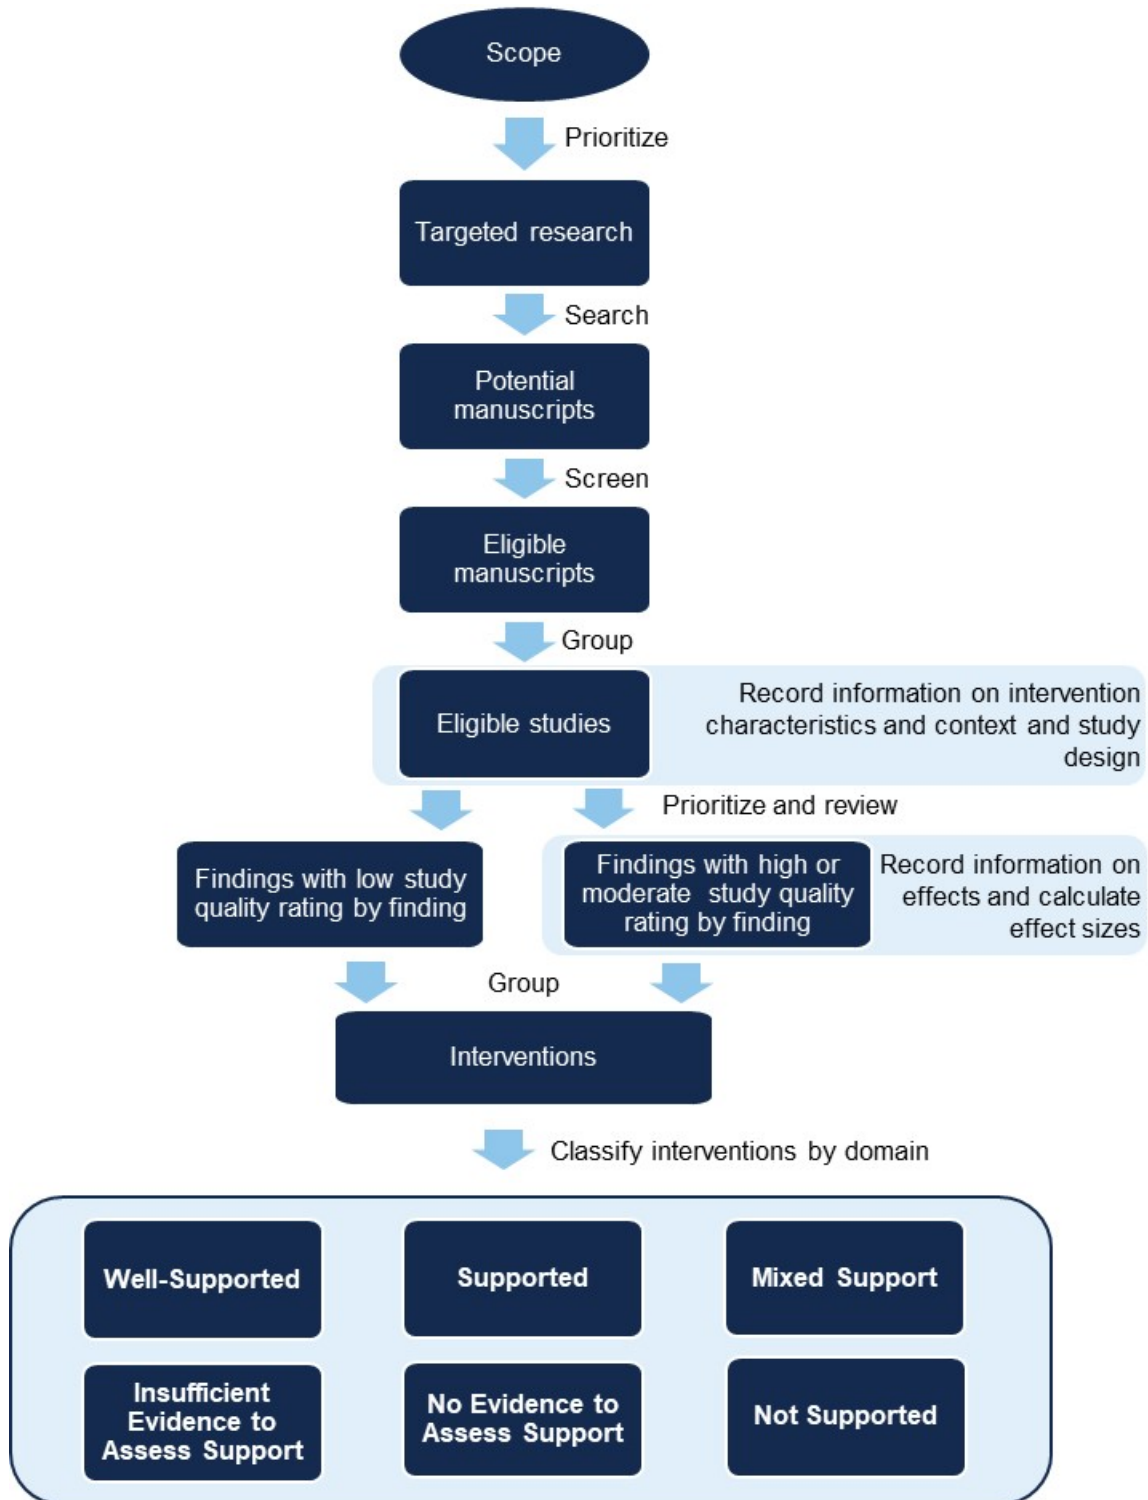 Scope
Prioritize
Targeted research
Search
Potential
manuscripts
Screen
Eligible
manuscripts
Group
Eligible studies
Record information on intervention
characteristics and context and study
design
Prioritize and review
Findings with low study
quality rating by finding
Findings with high or
moderate study quality
rating by finding
Record information on
effects and calculate
effect sizes
Group
Interventions
Classify interventions by domain
Well-Supported
Supported
Mixed Support
Insufficient
Evidence to
Assess Support
No Evidence to
Assess Support
Not Supported